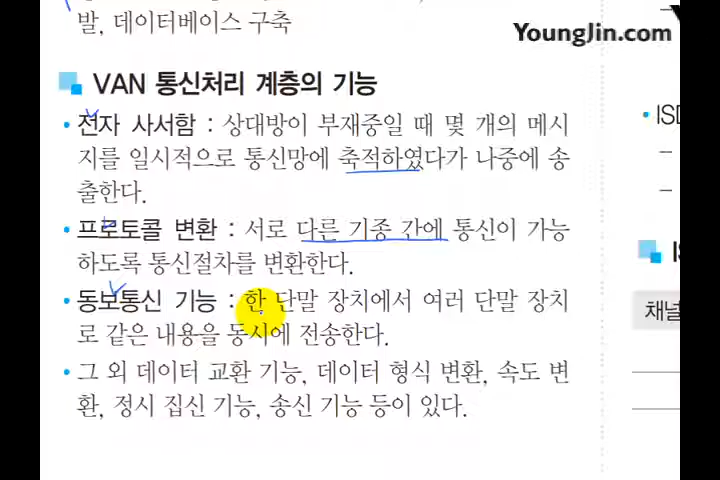 발, 데이터베이스 구축
YoungJin.com
VAN 통신처리 계층의 기능
• 전자 사서함 : 상대방이 부재중일 때 몇 개의 메시
지를 일시적으로 통신망에 축적하였다가 나중에 송
출한다.
• 프로토콜 변환 : 서로 다른 기종 간에 통신이 가능
하도록 통신절차를 변환한다.
• 동보통신 기능 : 한 단말 장치에서 여러 단말 장치
로 같은 내용을 동시에 전송한다.
• 그 외 데이터 교환 기능, 데이터 형식 변환, 속도 변
환, 정시 집신 기능, 송신 기능 등이 있다.
채널